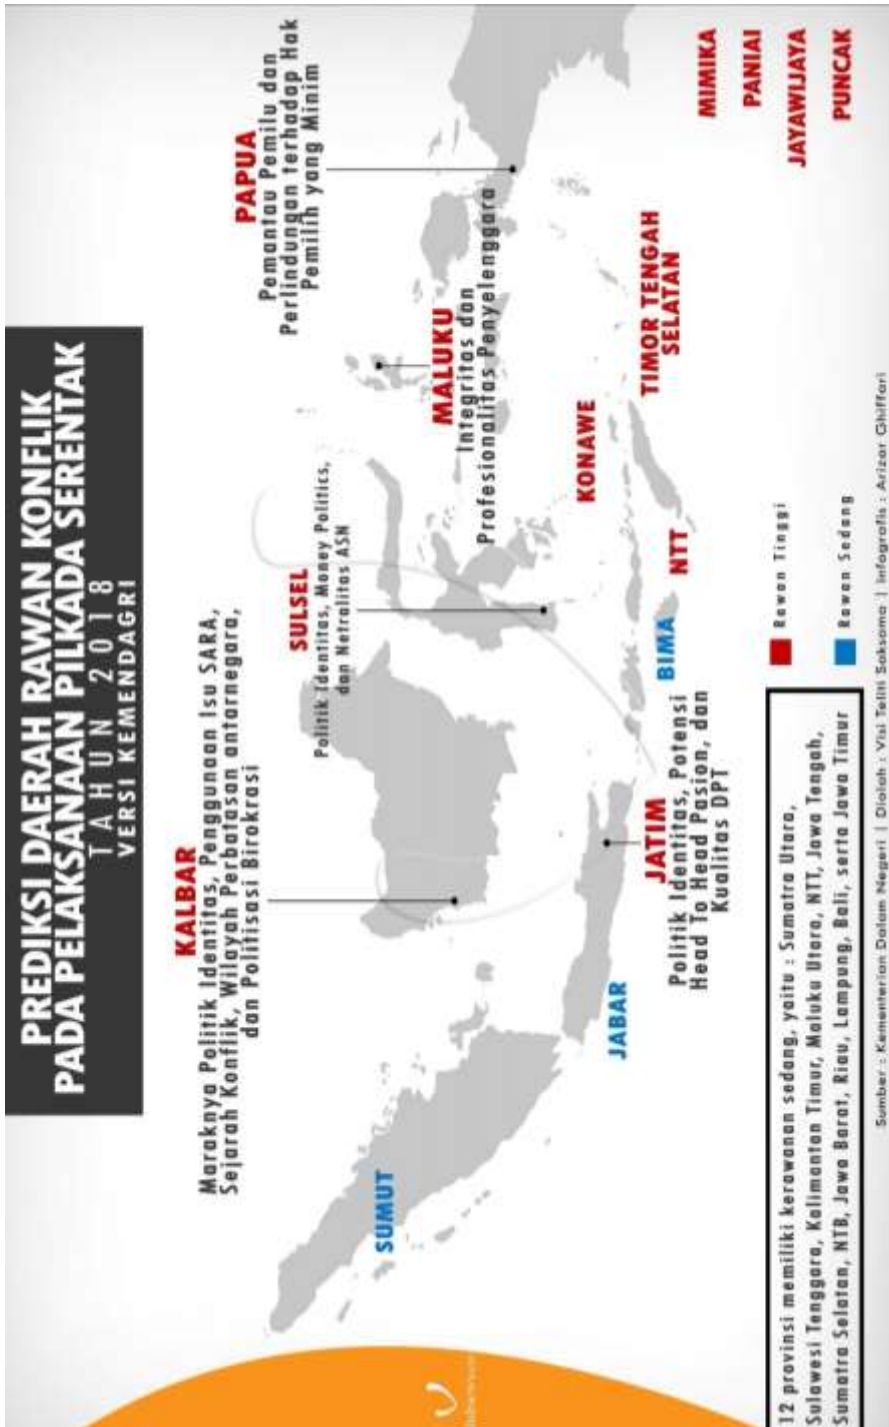 PREDIKSI DAERAH RAWAN KONFLIK
PADA PELAKSANAAN PILKADA SERENTAK
TAHUN 2018
VERSI KEMENDAGRI
KALBAR
Maraknya Politik Identitas, Penggunaan Isu SARA,
Sejarah Konflik, Wilayah Perbatasan antarnegara,
dan Politisasi Birokrasi
SULSEL
Politik Identitas, Money Politics,
dan Netralitas ASN
PAPUA
Pemantau Pemilu dan
Perlindungan terhadap Hak
Pemilih yang Minim
MALUKU
Integritas dan
Profesionalitas Penyelenggara
SUMUT
JABAR
JATIM
Politik Identitas, Potensi
Head To Head Pasion, dan
Kualitas DPT
BIMA
NTT
KONAWE
TIMOR TENGAH
SELATAN
MIMIKA
PANIAI
JAYAWIJAYA
PUNCAK
Rawan Tinggi
Rawan Sedang
12 provinsi memiliki kerawanan sedang, yaitu : Sumatra Utara,
Sulawesi Tenggara, Kalimantan Timur, Maluku Utara, NTT, Jawa Tengah,
Sumatra Selatan, NTB, Jawa Barat, Riau, Lampung, Bali, serta Jawa Timur
Sumber : Kementerian Dalam Negeri | Diolah : Visi Teliti Saksama | Infografis : Arizar Ghiffari